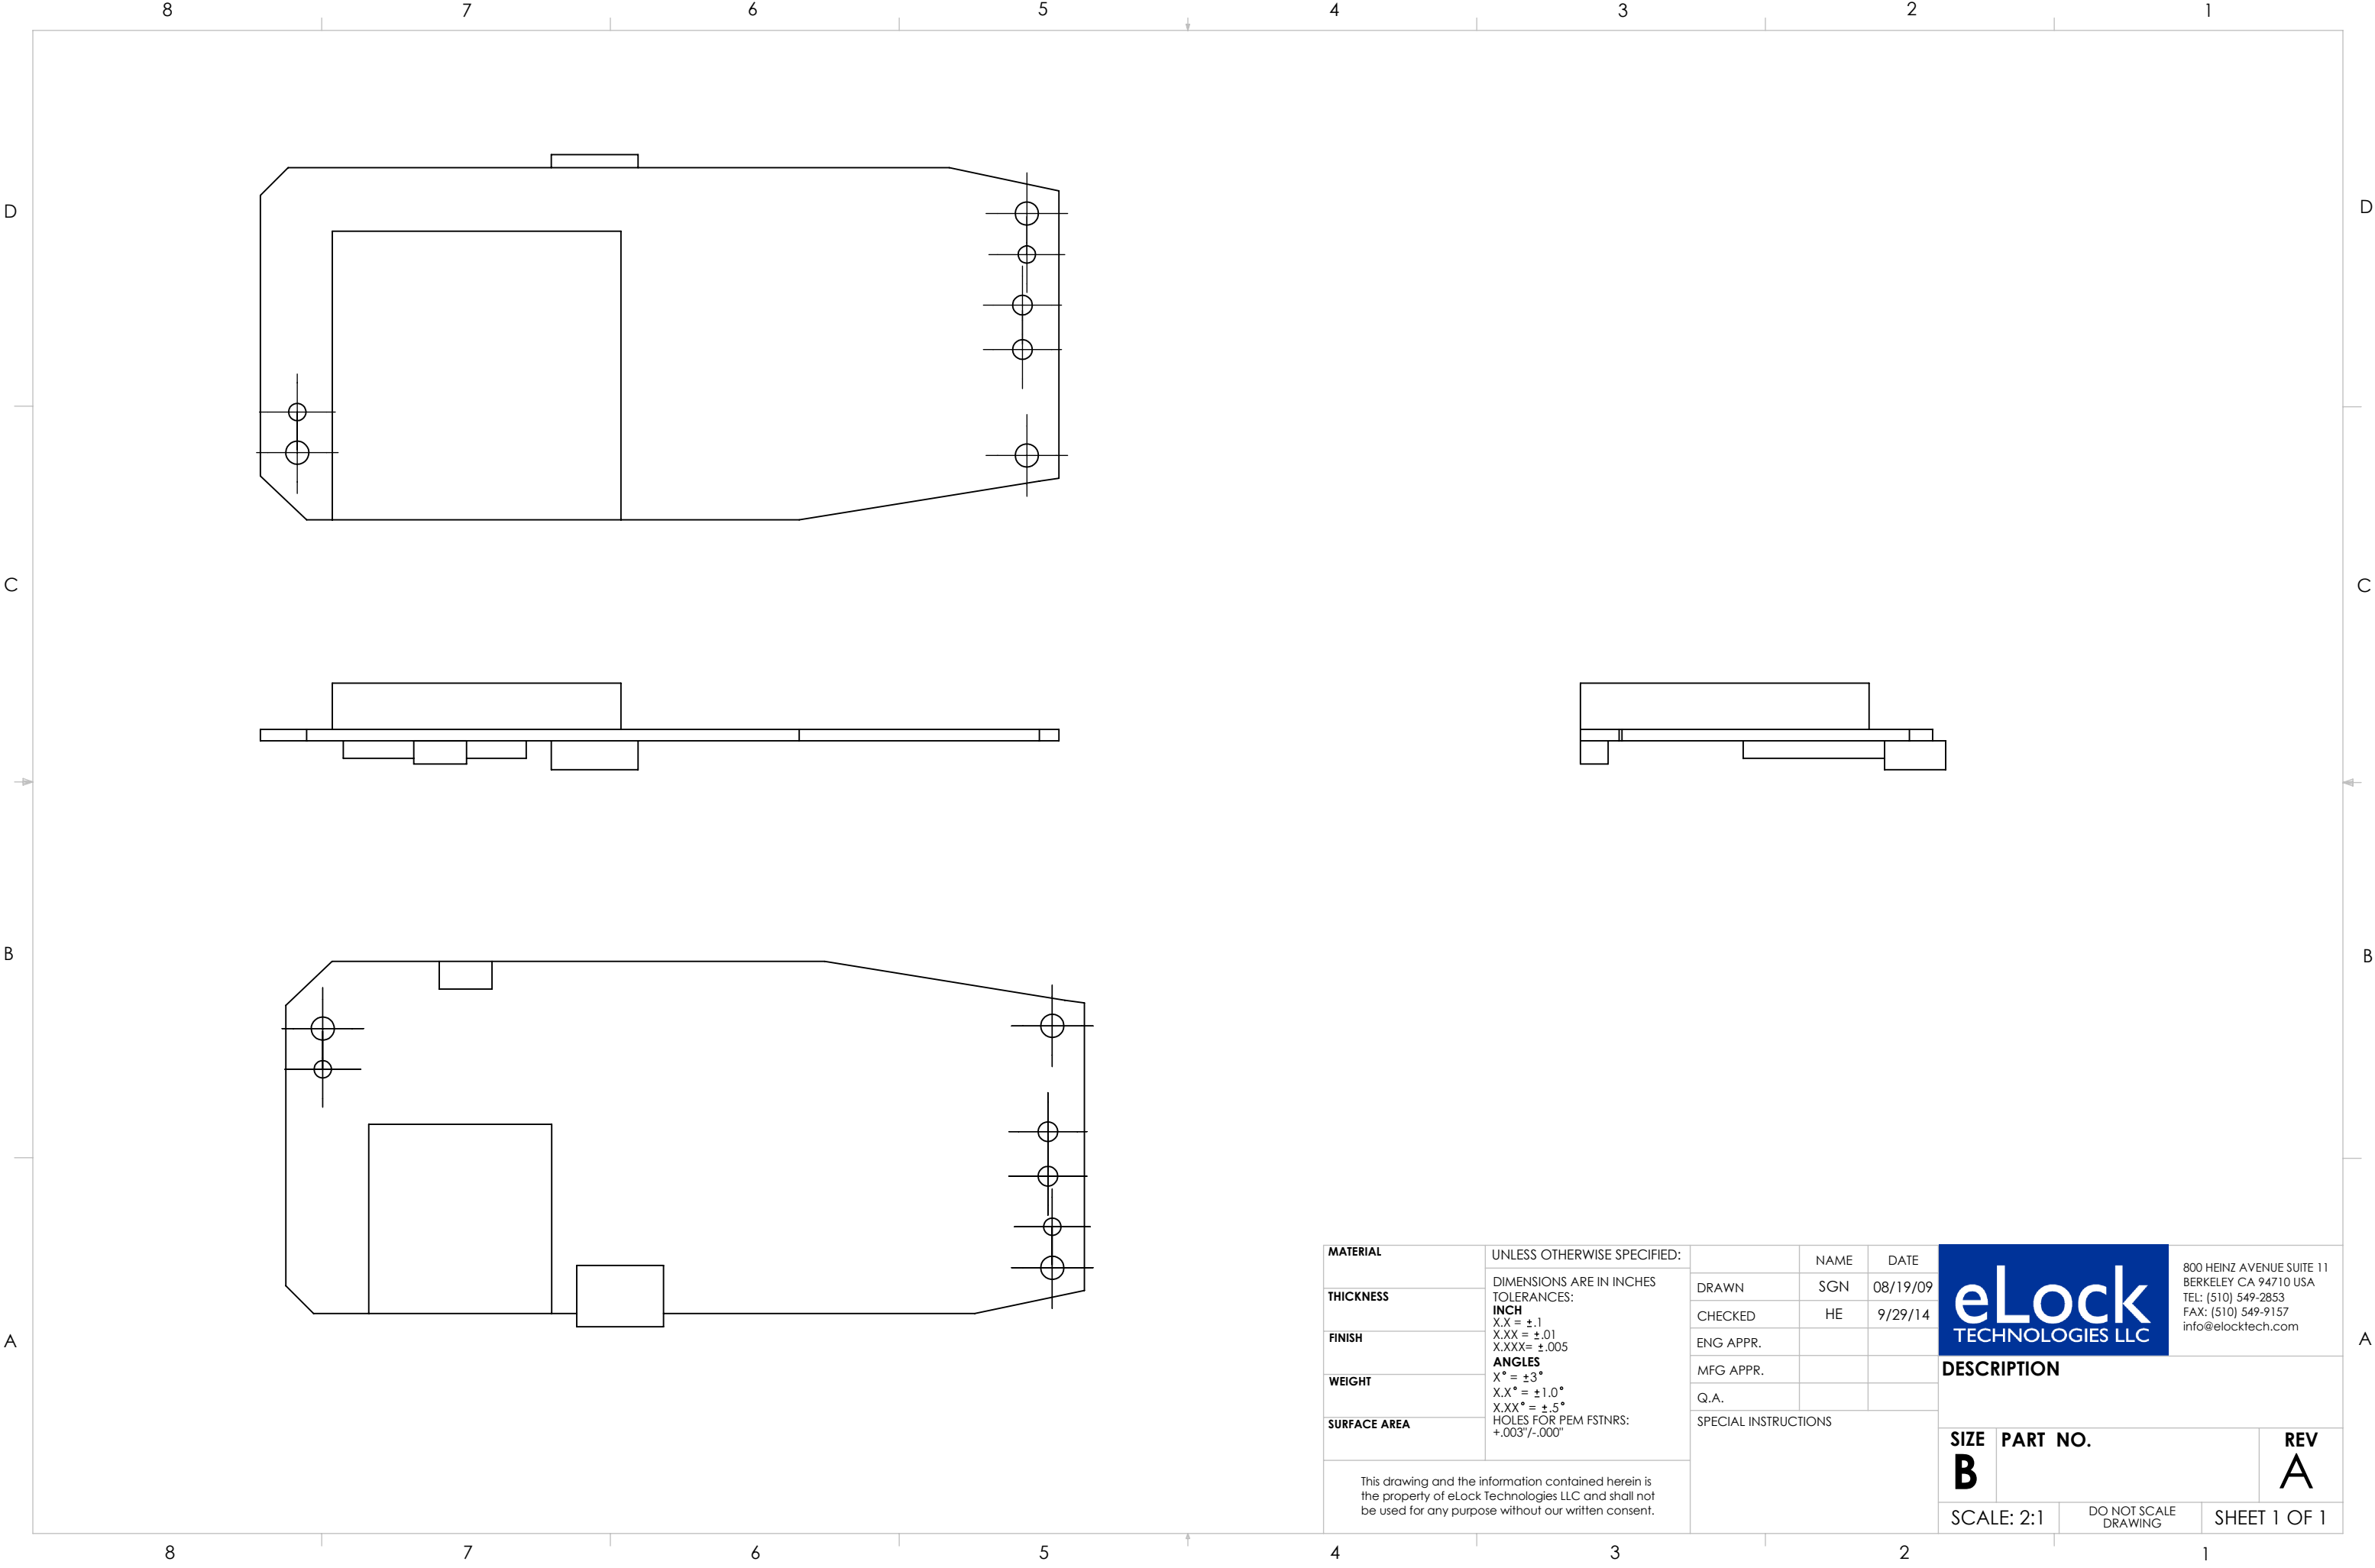 8 7 6 5 4 3 2 1
D D
C C
B B
A A
MATERIAL
THICKNESS
FINISH
WEIGHT
SURFACE AREA
UNLESS OTHERWISE SPECIFIED:
DIMENSIONS ARE IN INCHES
TOLERANCES:
INCH
X.X = ±.1
X.XX = ±.01
X.XXX= ±.005
ANGLES
X° = ±3°
X.X° = ±1.0°
X.XX° = ±.5°
HOLES FOR PEM FSTNRS:
+.003"/-.000"
This drawing and the information contained herein is
the property of eLock Technologies LLC and shall not
be used for any purpose without our written consent.
NAME DATE
DRAWN SGN 08/19/09
CHECKED HE 9/29/14
ENG APPR.
MFG APPR.
Q.A.
SPECIAL INSTRUCTIONS
eLock
TECHNOLOGIES LLC
800 HEINZ AVENUE SUITE 11
BERKELEY CA 94710 USA
TEL: (510) 549-2853
FAX: (510) 549-9157
info@elocktech.com
DESCRIPTION
SIZE PART NO. REV
B A
SCALE: 2:1
DO NOT SCALE
DRAWING
SHEET 1 OF 1
8 7 6 5 4 3 2 1